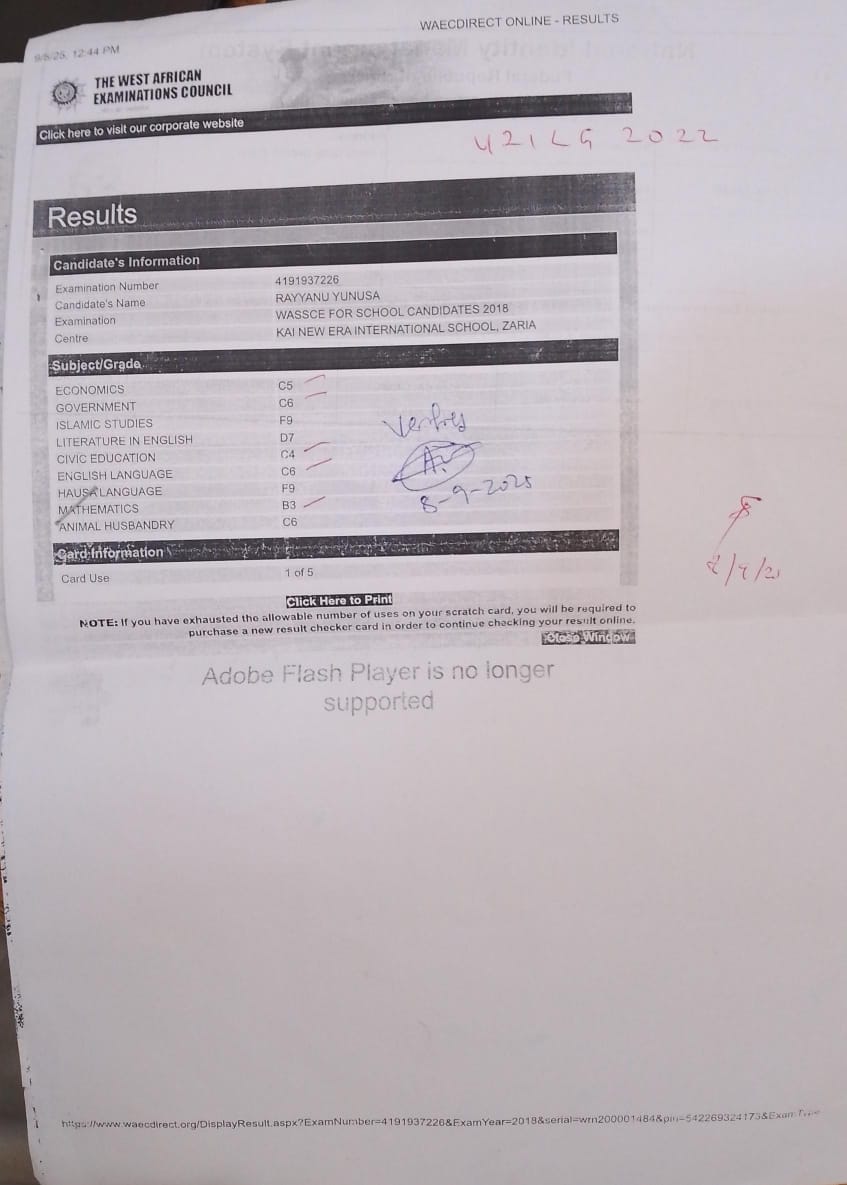 WAECDIRECT ONLINE - RESULTS
9/8/25, 12:44 PM
THE WEST AFRICAN
EXAMINATIONS COUNCIL
Click here to visit our corporate website
U21LG 2022
Results
Candidate's Information
Examination Number 4191937226
Candidate's Name RAYYANU YUNUSA
Examination WASSCE FOR SCHOOL CANDIDATES 2018
Centre KAI NEW ERA INTERNATIONAL SCHOOL, ZARIA
Subject/Grade
ECONOMICS C5
GOVERNMENT C6
ISLAMIC STUDIES F9
LITERATURE IN ENGLISH D7
CIVIC EDUCATION C4
ENGLISH LANGUAGE C6
HAUSA LANGUAGE F9
MATHEMATICS B3
ANIMAL HUSBANDRY C6
8-9-2025
Card Information
Card Use 1 of 5
Click Here to Print
NOTE: If you have exhausted the allowable number of uses on your scratch card, you will be required to
purchase a new result checker card in order to continue checking your result online.
Close Window
Adobe Flash Player is no longer
supported
https://www.waecdirect.org/DisplayResult.aspx?ExamNumber=4191937226&ExamYear=2018&serial=wrn200001484&pin=542269324173&ExamType